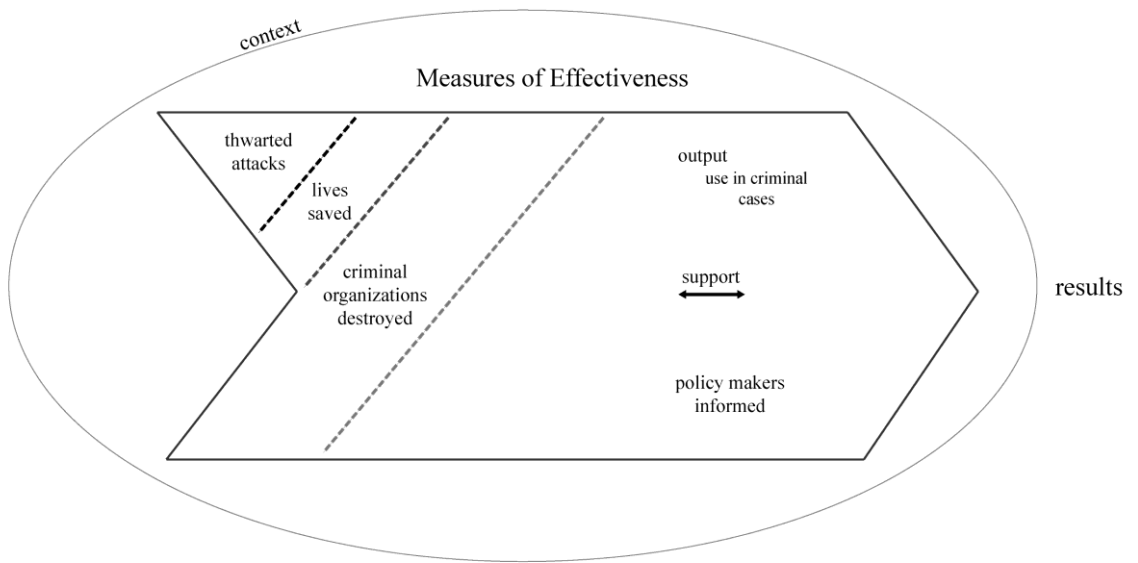 context
Measures of Effectiveness
thwarted
attacks
lives
saved
criminal
organizations
destroyed
output
use in criminal
cases
support
policy makers
informed
results